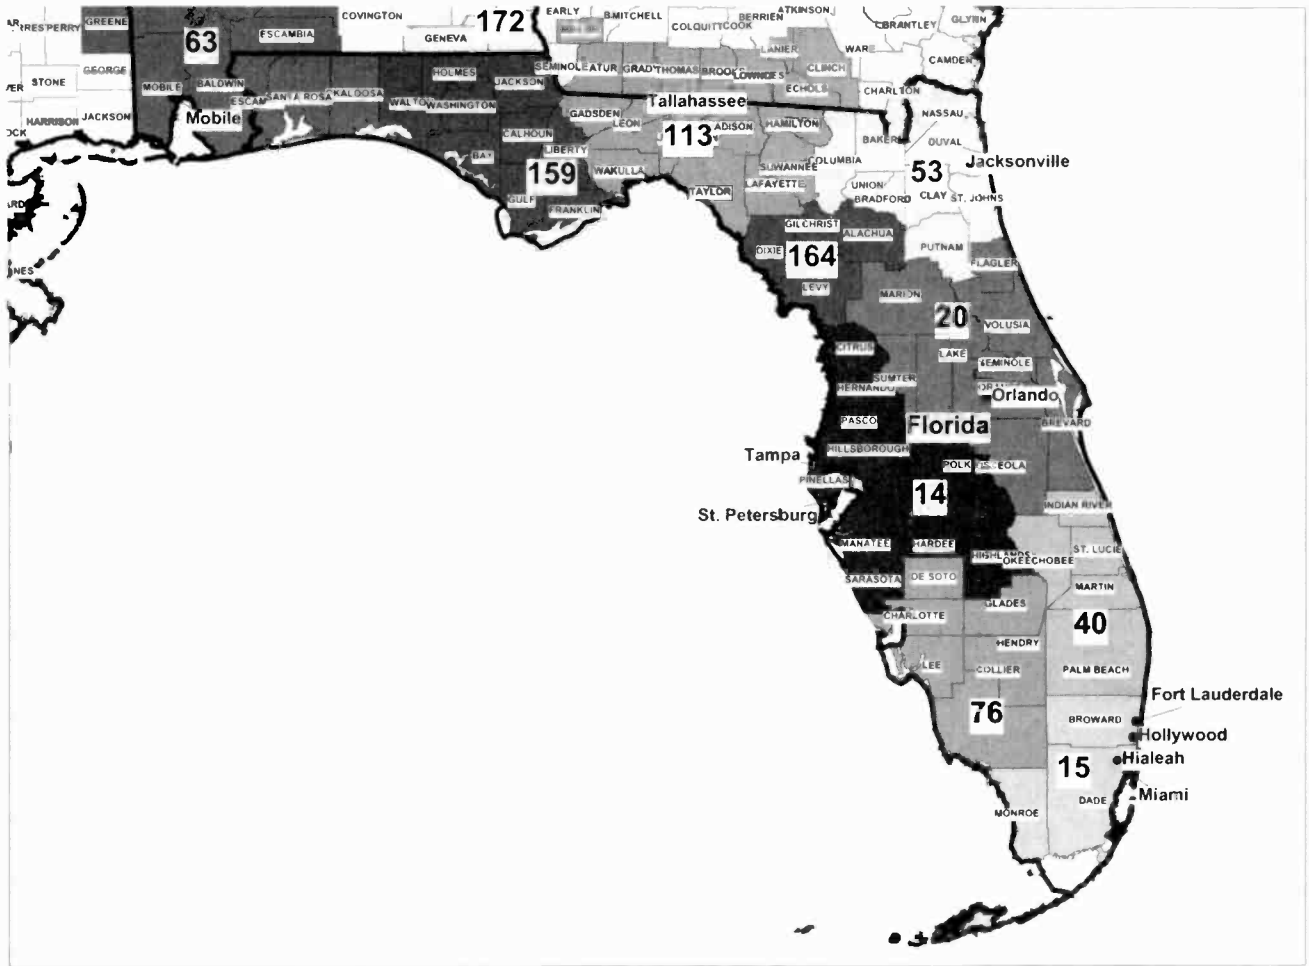 GREENE
63
ESCAMBIA
COVINGTON
GENEVA
172
EARLY
MITCHELL
COLQUITT
COOK
BERRIEN
ATKINSON
BRANTLEY
GLYNN
LANIER
WARE
CLINCH
CAMDEN
GEORGE
STONE
MOBILE
BALDWIN
ESCAM
SANTA ROSA
KALOOSA
WALTO
HOLMES
WASHINGTON
JACKSON
SEMINOLE
ATUR
GRADY
THOMAS
BROOKS
LOWNDES
ECHOLS
CHARLTON
HARRISON
JACKSON
Mobile
Tallahassee
113
GADSDEN
LEON
ADISON
HAMILTON
NASSAU
BAKER
DUVAL
Jacksonville
CALHOUN
LIBERTY
BAY
159
WAKULLA
SUWANNEE
COLUMBIA
53
GULF
FRANKLIN
TAYLOR
LAFAYETTE
UNION
BRADFORD
CLAY
ST. JOHNS
GILCHRIST
ALACHUA
DIXIE
164
PUTNAM
FLAGLER
LEVY
MARION
20
VOLUSIA
CITRUS
LAKE
SEMINOLE
SUMTER
HERNANDO
Orlando
PASCO
Florida
BREVARD
Tampa
HILLSBOROUGH
POLK
OSCEOLA
PINELLAS
14
INDIAN RIVER
St. Petersburg
MANATEE
HARDEE
HIGHLANDS
OKEECHOBEE
ST. LUCIE
SARASOTA
DE SOTO
MARTIN
GLADES
CHARLOTTE
40
HENDRY
LEE
COLLIER
PALM BEACH
Fort Lauderdale
76
BROWARD
Hollywood
15
Hialeah
DADE
Miami
MONROE